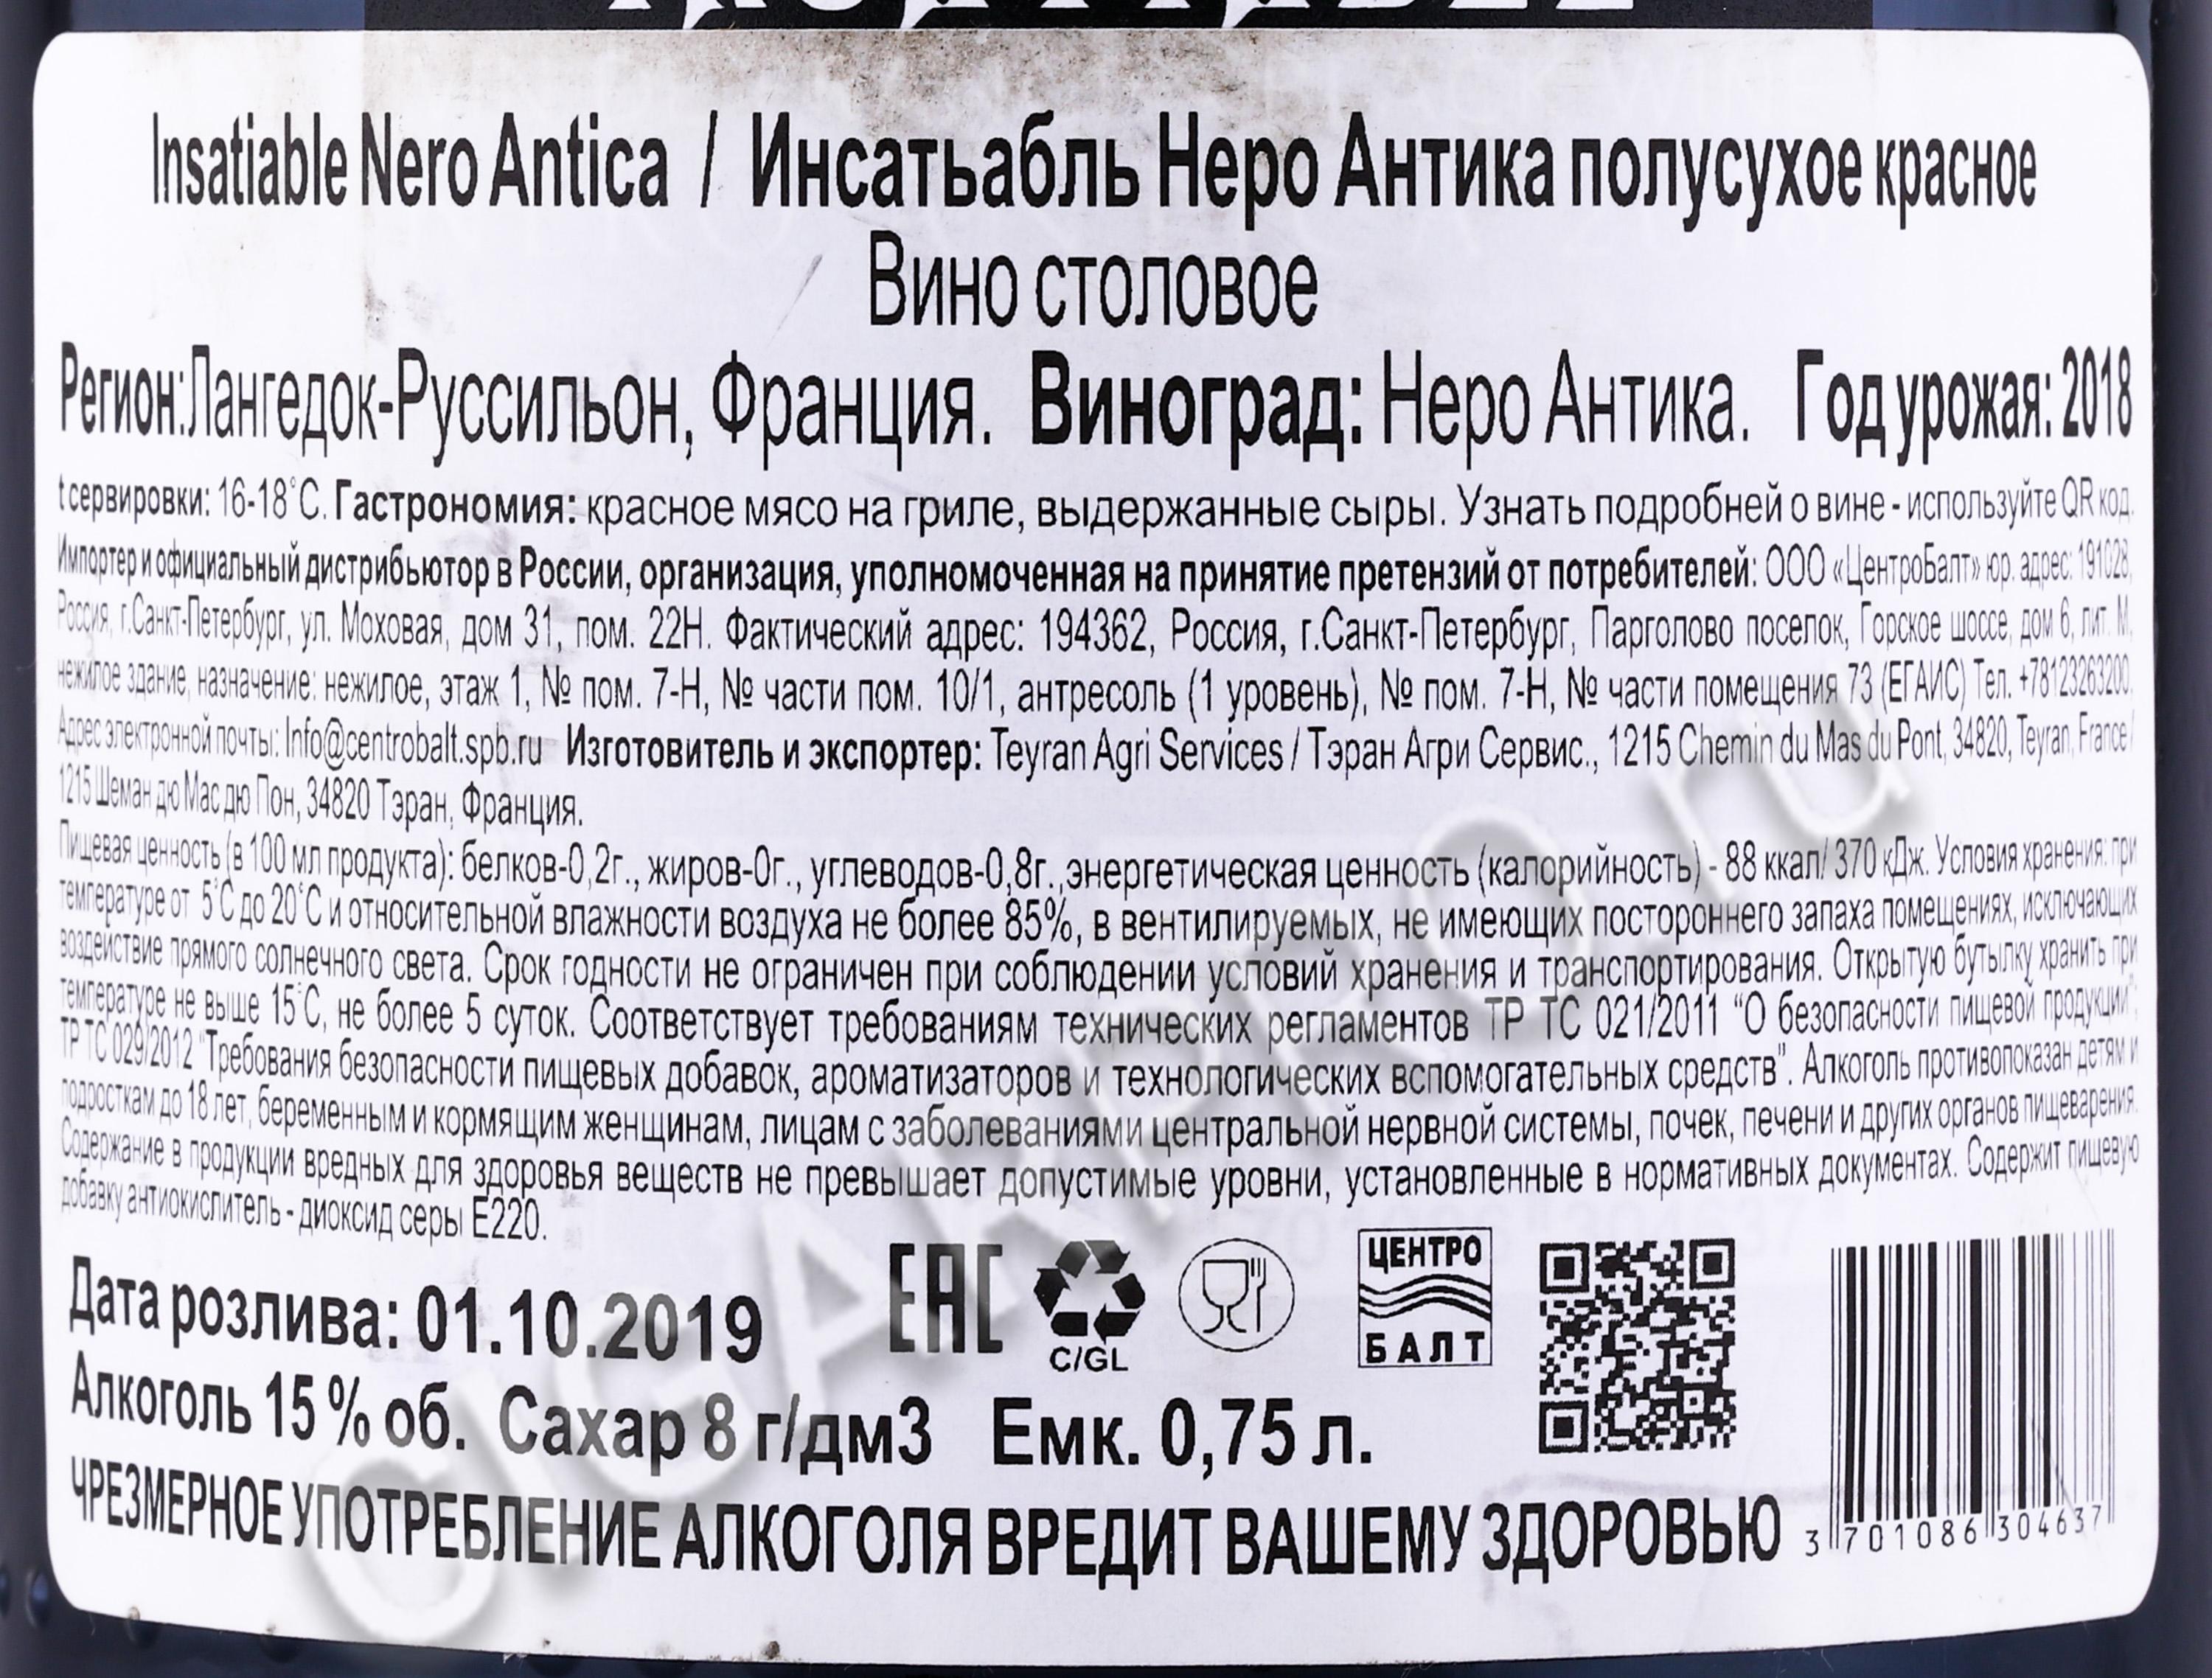 Insatiable Nero Antica / Инсатьабль Неро Антика полусухое красное
Вино столовое
Регион:Лангедок-Руссильон, Франция. Виноград: Неро Антика. Год урожая: 2018
t сервировки: 16-18°С. Гастрономия: красное мясо на гриле, выдержанные сыры. Узнать подробней о вине - используйте QR код.
Импортер и официальный дистрибьютор в России, организация, уполномоченная на принятие претензий от потребителей: ООО «ЦентроБалт» юр. адрес: 191028,
Россия, г.Санкт-Петербург, ул. Моховая, дом 31, пом. 22Н. Фактический адрес: 194362, Россия, г.Санкт-Петербург, Парголово поселок, Горское шоссе, дом 6, лит. М,
нежилое здание, назначение: нежилое, этаж 1, № пом. 7-Н, № части пом. 10/1, антресоль (1 уровень), № пом. 7-Н, № части помещения 73 (ЕГАИС) Тел. +78123263200.
Адрес электронной почты: Info@centrobalt.spb.ru Изготовитель и экспортер: Teyran Agri Services / Тэран Агри Сервис., 1215 Chemin du Mas du Pont, 34820, Teyran, France /
1215 Шеман дю Мас дю Пон, 34820 Тэран, Франция.
Пищевая ценность (в 100 мл продукта): белков-0,2г., жиров-0г., углеводов-0,8г.,энергетическая ценность (калорийность) - 88 ккал/ 370 кДж. Условия хранения: при
температуре от 5°С до 20°С и относительной влажности воздуха не более 85%, в вентилируемых, не имеющих постороннего запаха помещениях, исключающих
воздействие прямого солнечного света. Срок годности не ограничен при соблюдении условий хранения и транспортирования. Открытую бутылку хранить при
температуре не выше 15°С, не более 5 суток. Соответствует требованиям технических регламентов ТР ТС 021/2011 "О безопасности пищевой продукции";
ТР ТС 029/2012 "Требования безопасности пищевых добавок, ароматизаторов и технологических вспомогательных средств". Алкоголь противопоказан детям и
подросткам до 18 лет, беременным и кормящим женщинам, лицам с заболеваниями центральной нервной системы, почек, печени и других органов пищеварения.
Содержание в продукции вредных для здоровья веществ не превышает допустимые уровни, установленные в нормативных документах. Содержит пищевую
добавку антиокислитель - диоксид серы Е220.
Дата розлива: 01.10.2019
EAC
C/GL
ЦЕНТРО
БАЛТ
Алкоголь 15 % об. Сахар 8 г/дм3 Емк. 0,75 л.
ЧРЕЗМЕРНОЕ УПОТРЕБЛЕНИЕ АЛКОГОЛЯ ВРЕДИТ ВАШЕМУ ЗДОРОВЬЮ
3 701086 304637
CIGARPRO.ru